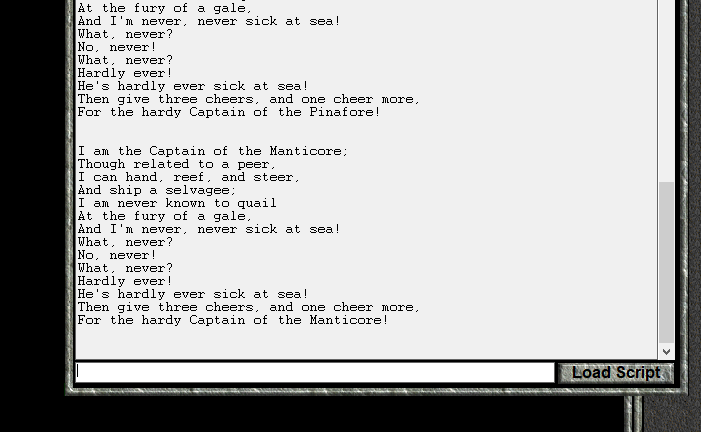 At the fury of a gale,
And I'm never, never sick at sea!
What, never?
No, never!
What, never?
Hardly ever!
He's hardly ever sick at sea!
Then give three cheers, and one cheer more,
For the hardy Captain of the Pinafore!
I am the Captain of the Manticore;
Though related to a peer,
I can hand, reef, and steer,
And ship a selvagee;
I am never known to quail
At the fury of a gale,
And I'm never, never sick at sea!
What, never?
No, never!
What, never?
Hardly ever!
He's hardly ever sick at sea!
Then give three cheers, and one cheer more,
For the hardy Captain of the Manticore!
Load Script